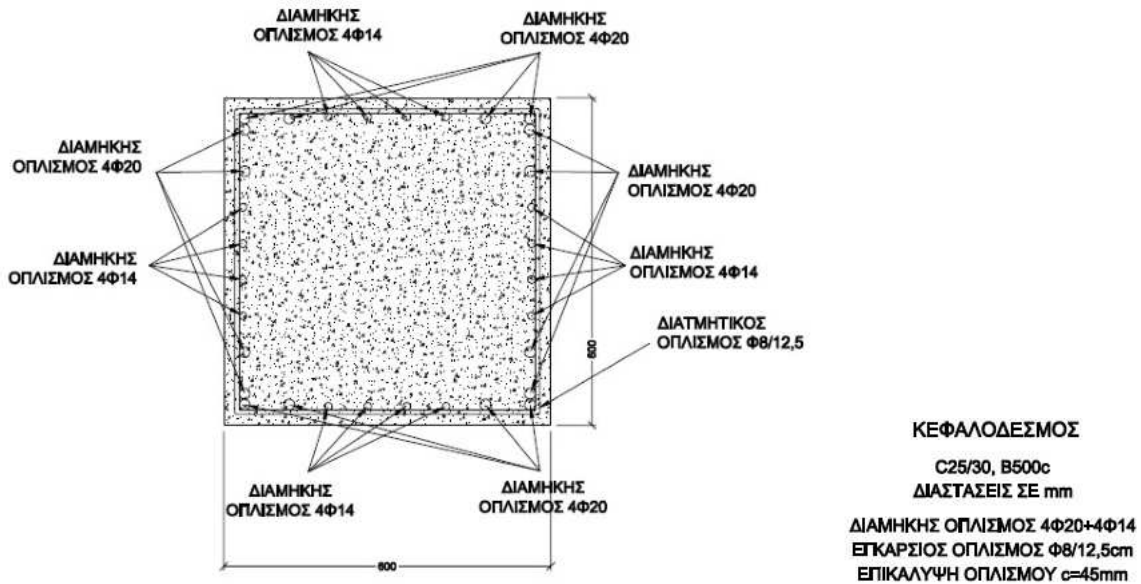 ΔΙΑΜΗΚΗΣ
ΟΠΛΙΣΜΟΣ 4Φ14
ΔΙΑΜΗΚΗΣ
ΟΠΛΙΣΜΟΣ 4Φ20
ΔΙΑΜΗΚΗΣ
ΟΠΛΙΣΜΟΣ 4Φ20
ΔΙΑΜΗΚΗΣ
ΟΠΛΙΣΜΟΣ 4Φ20
ΔΙΑΜΗΚΗΣ
ΟΠΛΙΣΜΟΣ 4Φ14
ΔΙΑΜΗΚΗΣ
ΟΠΛΙΣΜΟΣ 4Φ14
ΔΙΑΤΜΗΤΙΚΟΣ
ΟΠΛΙΣΜΟΣ Φ8/12,5
600
ΔΙΑΜΗΚΗΣ
ΟΠΛΙΣΜΟΣ 4Φ14
ΔΙΑΜΗΚΗΣ
ΟΠΛΙΣΜΟΣ 4Φ20
600
ΚΕΦΑΛΟΔΕΣΜΟΣ
C25/30, B500c
ΔΙΑΣΤΑΣΕΙΣ ΣΕ mm
ΔΙΑΜΗΚΗΣ ΟΠΛΙΣΜΟΣ 4Φ20+4Φ14
ΕΓΚΑΡΣΙΟΣ ΟΠΛΙΣΜΟΣ Φ8/12,5cm
ΕΠΙΚΑΛΥΨΗ ΟΠΛΙΣΜΟΥ c=45mm